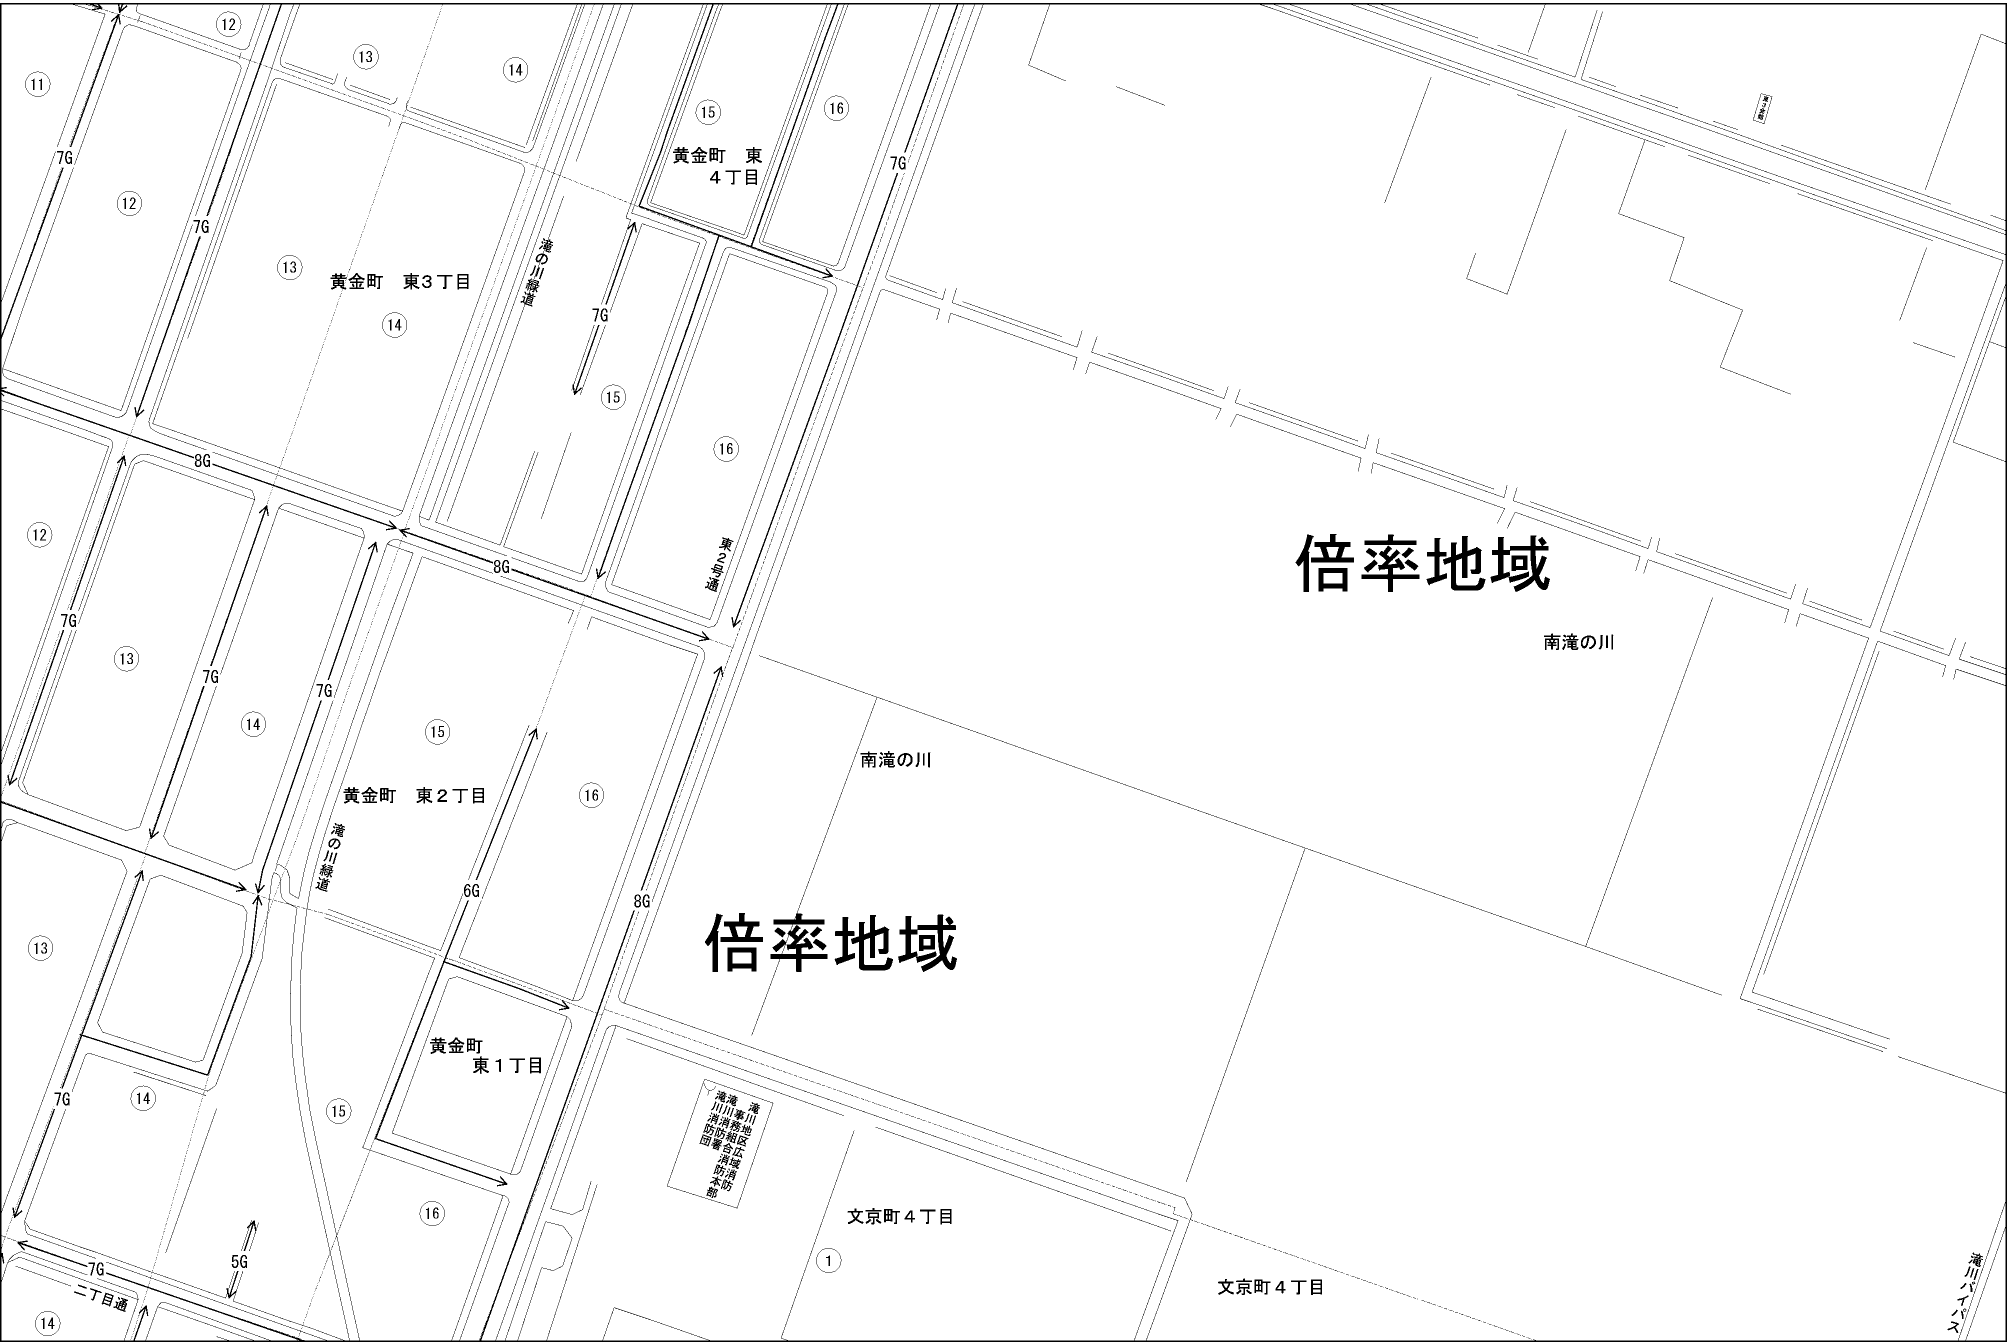 12
11
13
14
15
16
黄金町　東
４丁目
7G
7G
12
7G
13
黄金町　東３丁目
14
滝の川緑道
7G
15
16
8G
12
8G
東２号通
倍率地域
南滝の川
7G
13
7G
7G
14
15
黄金町　東２丁目
16
南滝の川
滝の川緑道
6G
8G
倍率地域
13
黄金町
東１丁目
7G
14
15
滝川地区広域消防
事務組合消防本部
滝川消防署
滝川消防団
16
文京町４丁目
1
5G
7G
二丁目通
14
文京町４丁目
滝川バイパス